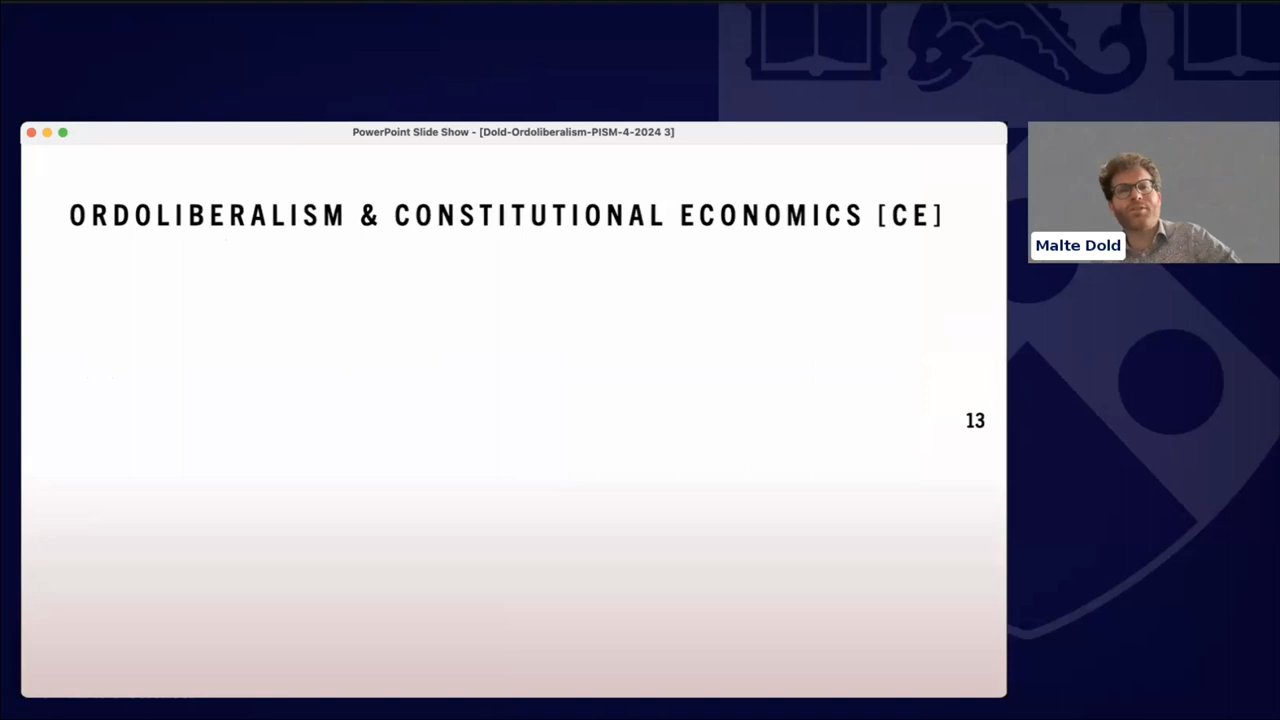 PowerPoint Slide Show - [Dold-Ordoliberalism-PISM-4-2024 3]
ORDOLIBERALISM & CONSTITUTIONAL ECONOMICS [CE]
Malte Dold
13